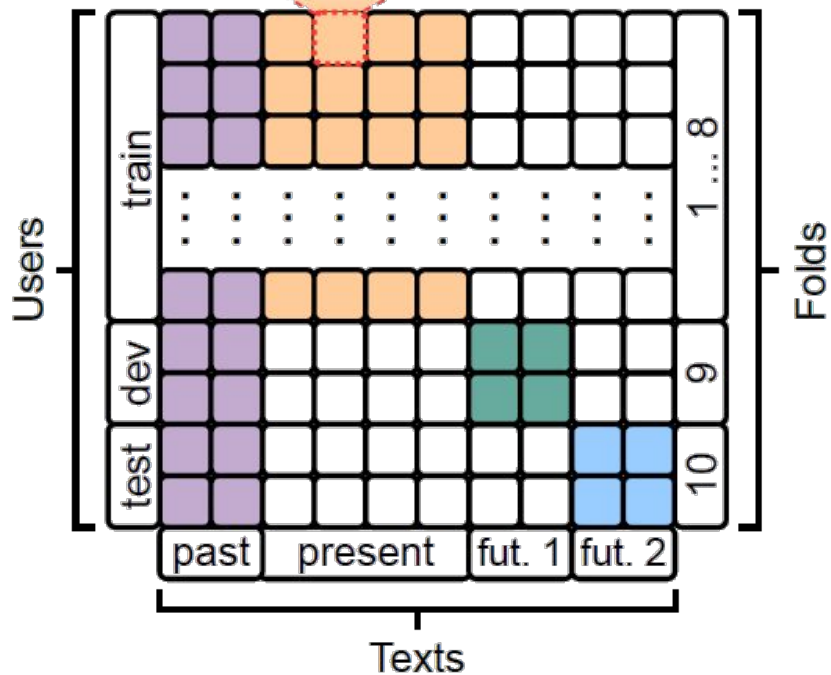 Users
train
dev
test
1 ... 8
9
10
Folds
past
present
fut. 1
fut. 2
Texts